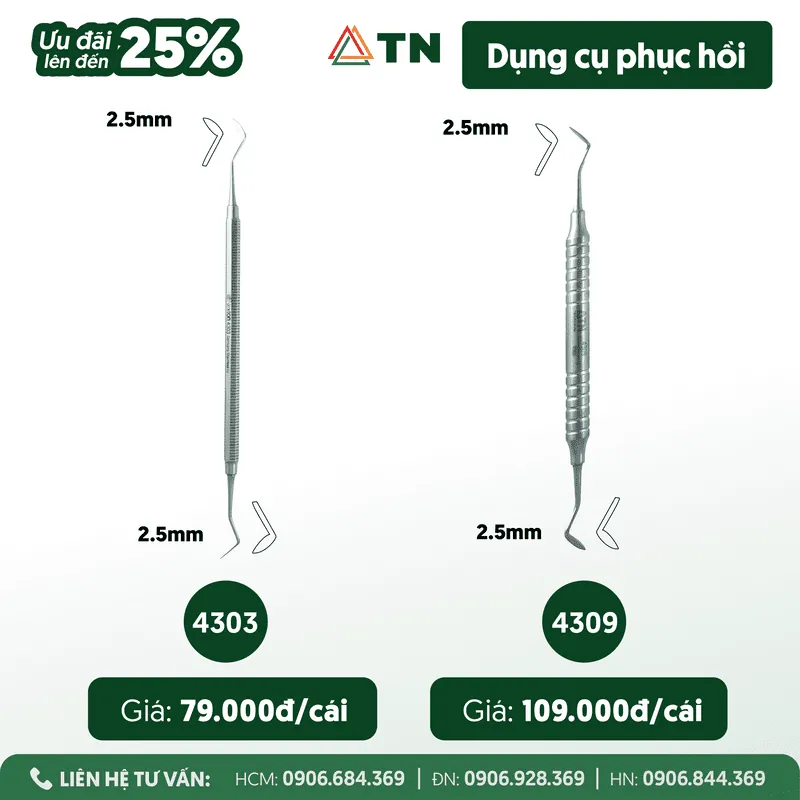 Ưu đãi
lên đến
25%
ATN
Dụng cụ phục hồi
2.5mm
2.5mm
2.5mm
2.5mm
4303
4309
Giá: 79.000đ/cái
Giá: 109.000đ/cái
LIÊN HỆ TƯ VẤN: HCM: 0906.684.369 | ĐN: 0906.928.369 | HN: 0906.844.369